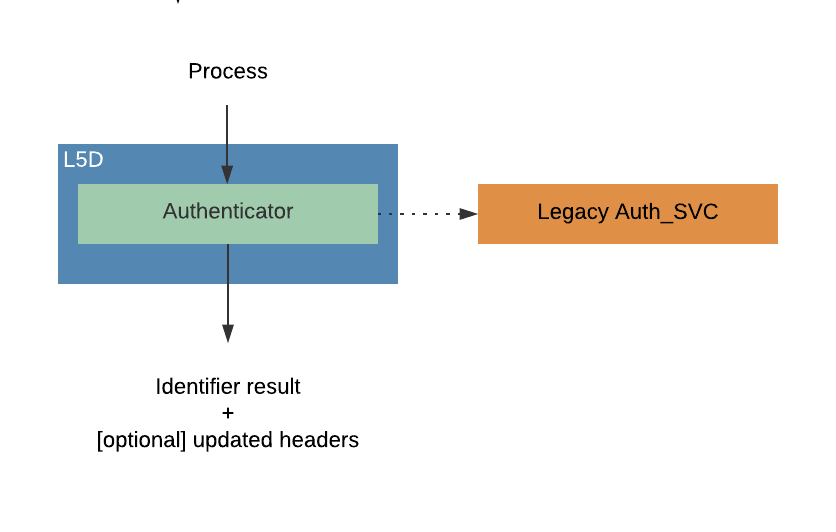 Process
L5D
Authenticator
Legacy Auth_SVC
Identifier result
+
[optional] updated headers